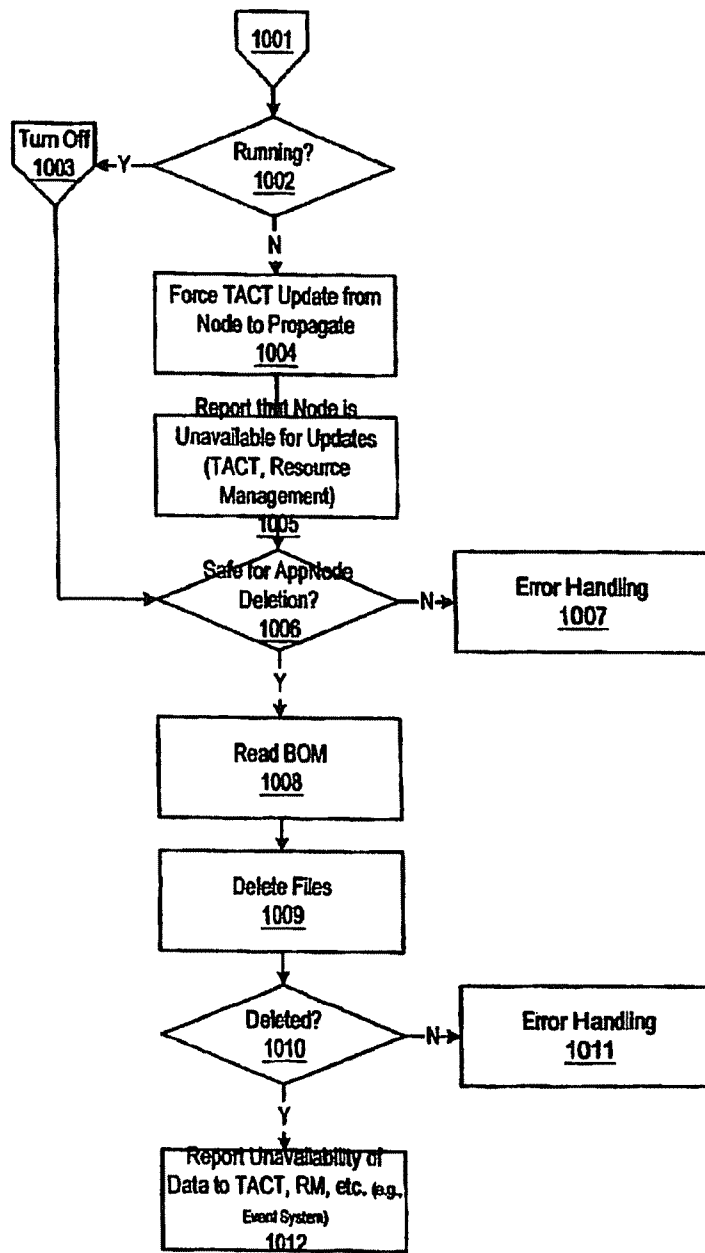 1001
Running?
1002
Y
Turn Off
1003
N
Force TACT Update from
Node to Propagate
1004
Report that Node is
Unavailable for Updates
(TACT, Resource
Management)
1005
Safe for AppNode
Deletion?
1006
N
Error Handling
1007
Y
Read BOM
1008
Delete Files
1009
Deleted?
1010
N
Error Handling
1011
Y
Report Unavailability of
Data to TACT, RM, etc. (e.g.,
Event System)
1012